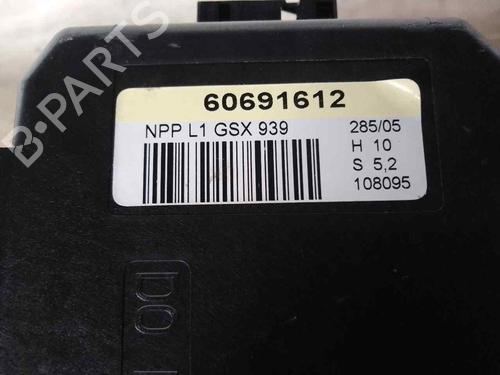 B-PARTS
60691612
NPP L1 GSX 939
285/05
H 10
S 5,2
108095